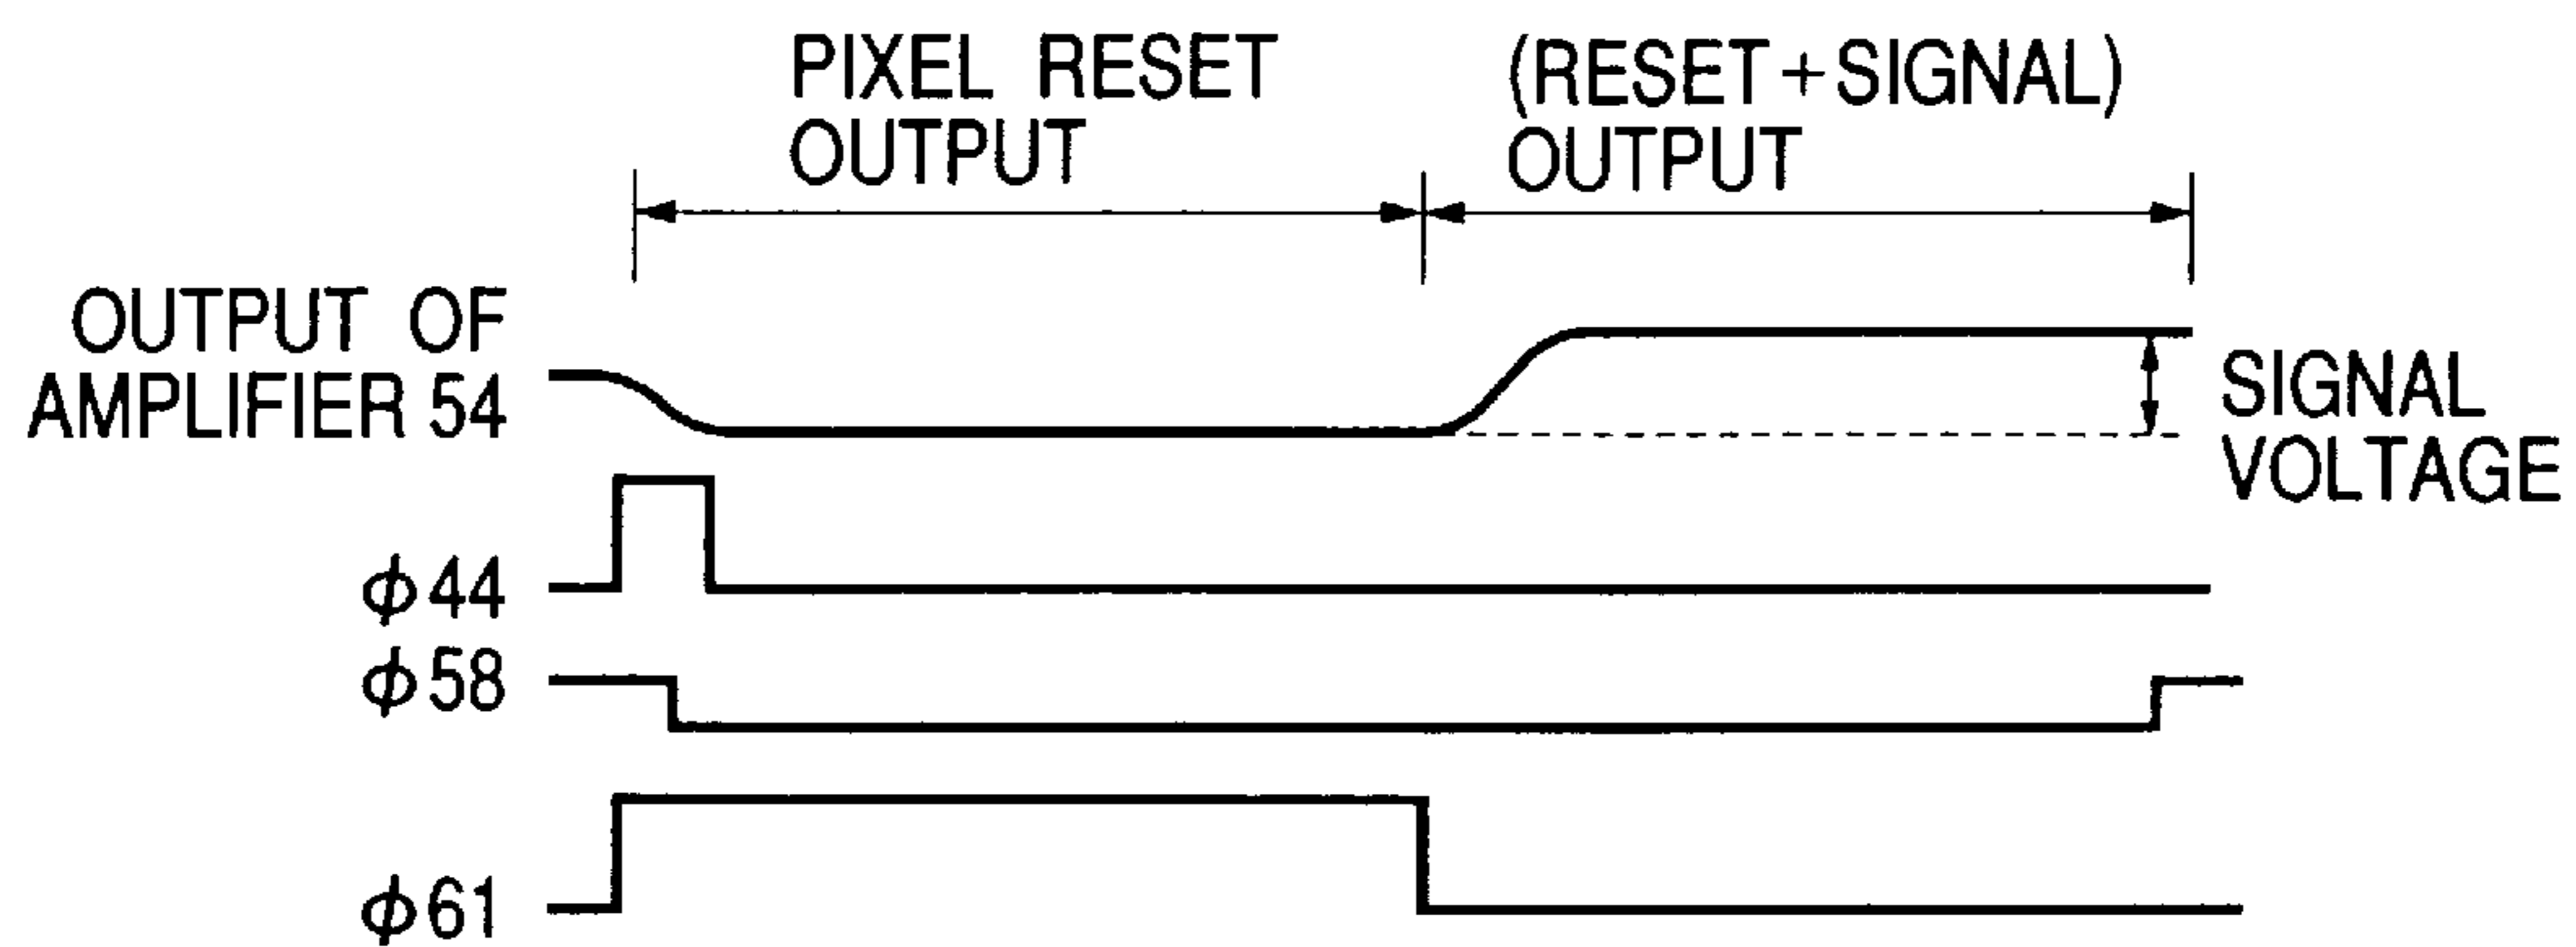 PIXEL RESET
OUTPUT
(RESET+SIGNAL)
OUTPUT
OUTPUT OF
AMPLIFIER 54
SIGNAL
VOLTAGE
ϕ44
ϕ58
ϕ61